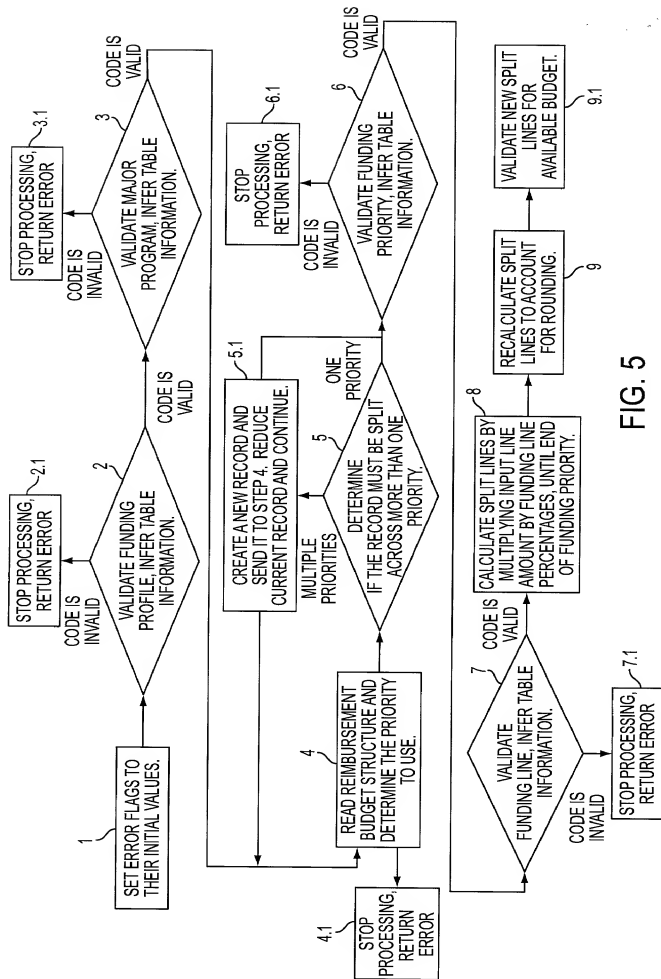 1
SET ERROR FLAGS TO
THEIR INITIAL VALUES.
2
VALIDATE FUNDING
PROFILE, INFER TABLE
INFORMATION.
CODE IS
INVALID
2.1
STOP PROCESSING,
RETURN ERROR
CODE IS
VALID
3
VALIDATE MAJOR
PROGRAM, INFER TABLE
INFORMATION.
CODE IS
INVALID
3.1
STOP PROCESSING,
RETURN ERROR
CODE IS
VALID
4
READ REIMBURSEMENT
BUDGET STRUCTURE AND
DETERMINE THE PRIORITY
TO USE.
4.1
STOP
PROCESSING,
RETURN
ERROR
5
DETERMINE
IF THE RECORD MUST BE SPLIT
ACROSS MORE THAN ONE
PRIORITY.
MULTIPLE
PRIORITIES
5.1
CREATE A NEW RECORD AND
SEND IT TO STEP 4. REDUCE
CURRENT RECORD AND CONTINUE.
ONE
PRIORITY
6
VALIDATE FUNDING
PRIORITY, INFER TABLE
INFORMATION.
CODE IS
INVALID
6.1
STOP
PROCESSING,
RETURN ERROR
CODE IS
VALID
7
VALIDATE
FUNDING LINE, INFER TABLE
INFORMATION.
CODE IS
INVALID
7.1
STOP PROCESSING,
RETURN ERROR
CODE IS
VALID
8
CALCULATE SPLIT LINES BY
MULTIPLYING INPUT LINE
AMOUNT BY FUNDING LINE
PERCENTAGES, UNTIL END
OF FUNDING PRIORITY.
9
RECALCULATE SPLIT
LINES TO ACCOUNT
FOR ROUNDING.
9.1
VALIDATE NEW SPLIT
LINES FOR
AVAILABLE BUDGET.
FIG. 5